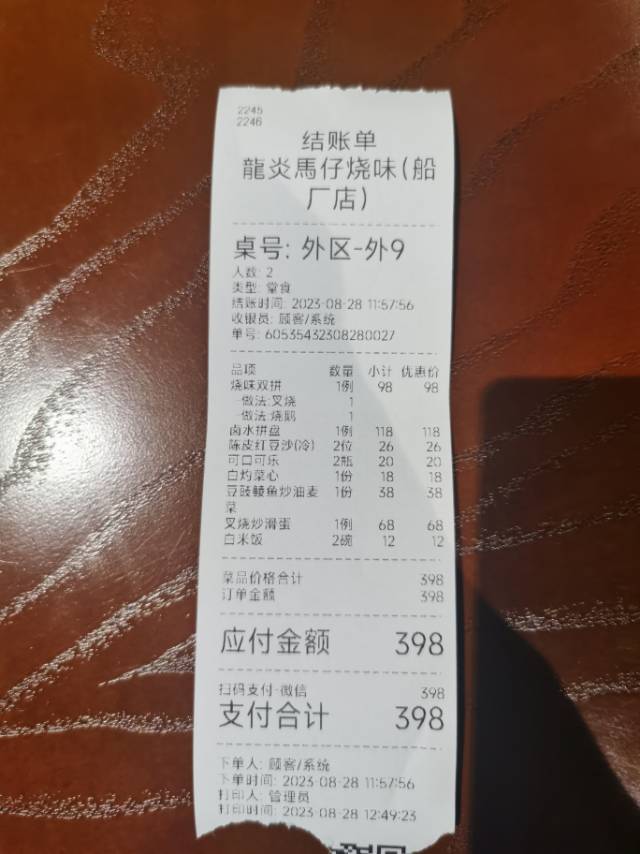 2245
2246
结账单
龍炎馬仔烧味(船
厂店)
桌号: 外区-外9
人数: 2
类型: 堂食
结账时间: 2023-08-28 11:57:56
收银员: 顾客/系统
单号: 60535432308280027
品项 数量 小计 优惠价
烧味双拼 1例 98 98
-做法:叉烧 1
-做法:烧鹅 1
卤水拼盘 1例 118 118
陈皮红豆沙(冷) 2位 26 26
可口可乐 2瓶 20 20
白灼菜心 1份 18 18
豆豉鲮鱼炒油麦 1份 38 38
菜
叉烧炒滑蛋 1例 68 68
白米饭 2碗 12 12
菜品价格合计 398
订单金额 398
应付金额 398
扫码支付-微信 398
支付合计 398
下单人: 顾客/系统
下单时间: 2023-08-28 11:57:56
打印人: 管理员
打印时间: 2023-08-28 12:49:23